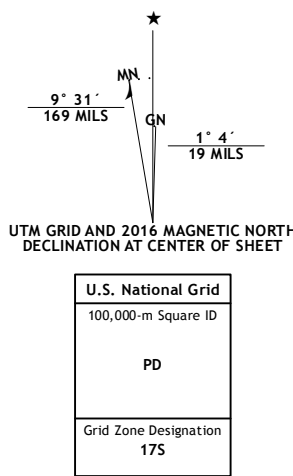 ★
MN
9° 31´
169 MILS
GN
1° 4´
19 MILS
UTM GRID AND 2016 MAGNETIC NORTH
DECLINATION AT CENTER OF SHEET
U.S. National Grid
100,000-m Square ID
PD
Grid Zone Designation
17S